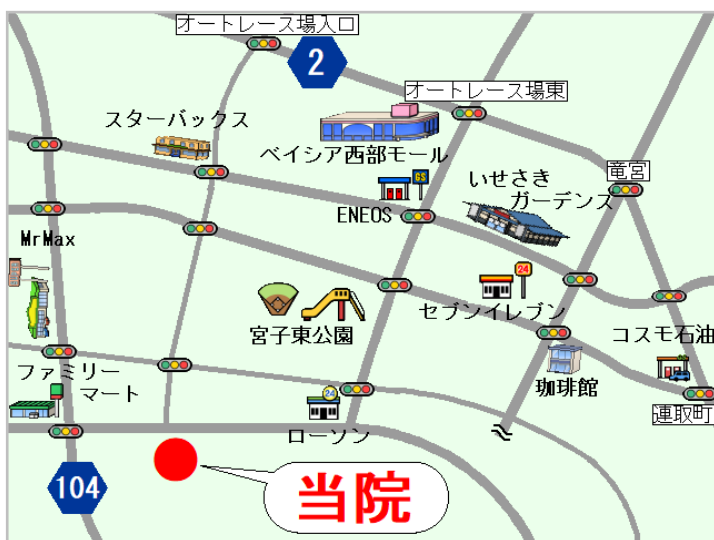 オートレース場入口
2
オートレース場東
スターバックス
ベイシア西部モール
竜宮
GS
いせさき
ガーデンズ
ENEOS
MrMax
24
セブンイレブン
宮子東公園
コスモ石油
ファミリー
マート
珈琲館
24
ローソン
連取町
104
当院